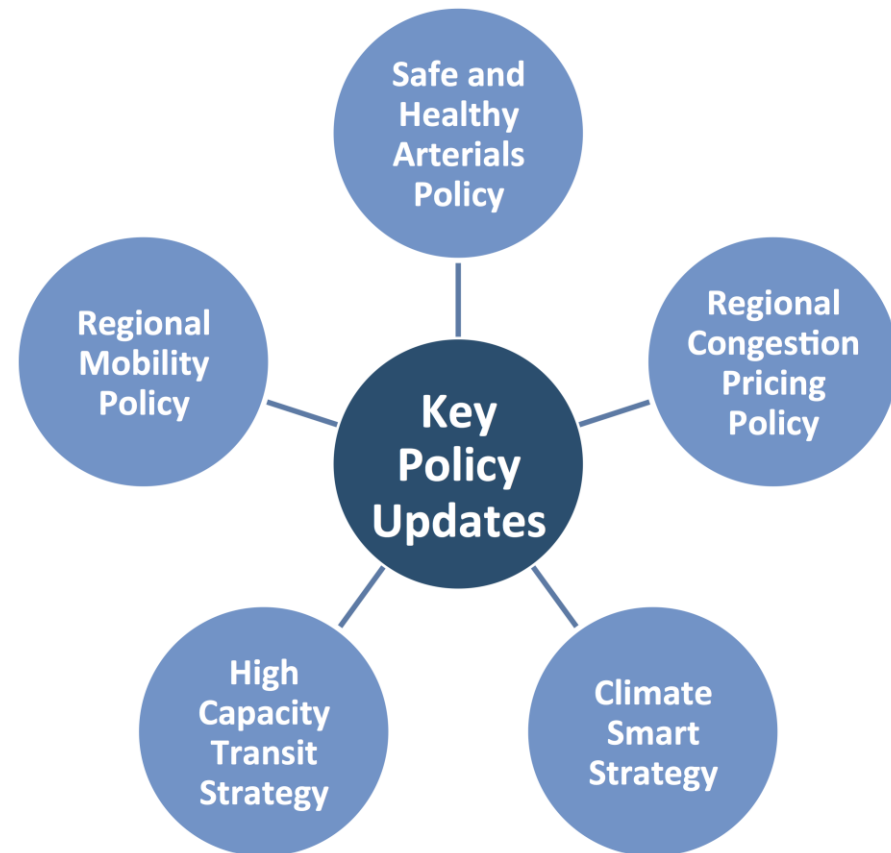 Safe and
Healthy
Arterials
Policy
Regional
Congestion
Pricing
Policy
Climate
Smart
Strategy
High
Capacity
Transit
Strategy
Regional
Mobility
Policy
Key
Policy
Updates